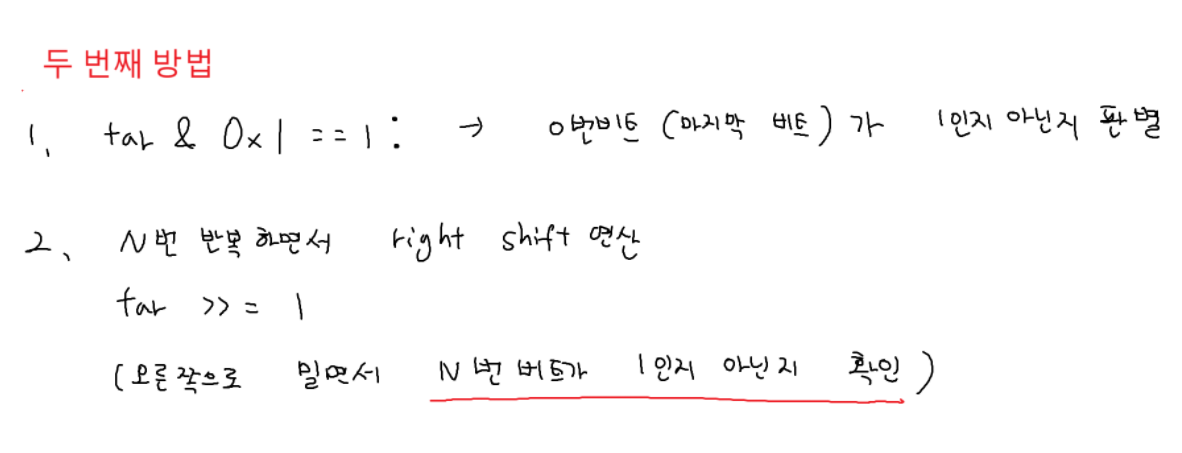 두 번째 방법
1. tar & 0x1 == 1 : → 0번비트 (마지막 비트) 가 1인지 아닌지 판별
2. N번 반복하면서 right shift 연산
tar >>= 1
(오른쪽으로 밀면서 N번 비트가 1인지 아닌지 확인)